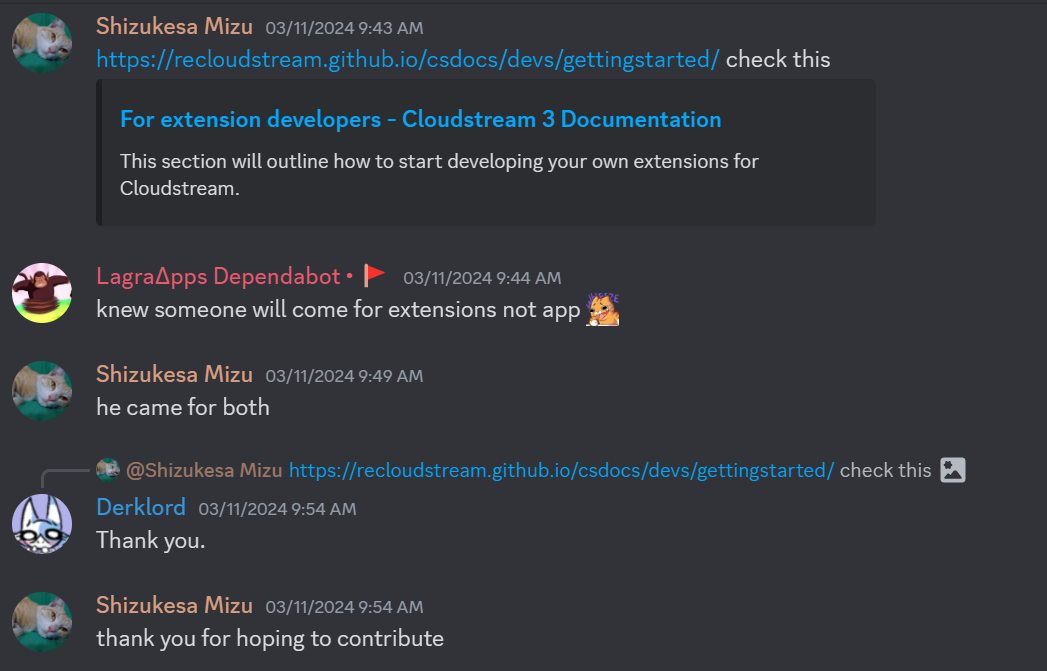 Shizukesa Mizu 03/11/2024 9:43 AM
https://recloudstream.github.io/csdocs/devs/gettingstarted/ check this
For extension developers - Cloudstream 3 Documentation
This section will outline how to start developing your own extensions for
Cloudstream.
LagraΔpps Dependabot • 03/11/2024 9:44 AM
knew someone will come for extensions not app
Shizukesa Mizu 03/11/2024 9:49 AM
he came for both
@Shizukesa Mizu https://recloudstream.github.io/csdocs/devs/gettingstarted/ check this
Derklord 03/11/2024 9:54 AM
Thank you.
Shizukesa Mizu 03/11/2024 9:54 AM
thank you for hoping to contribute